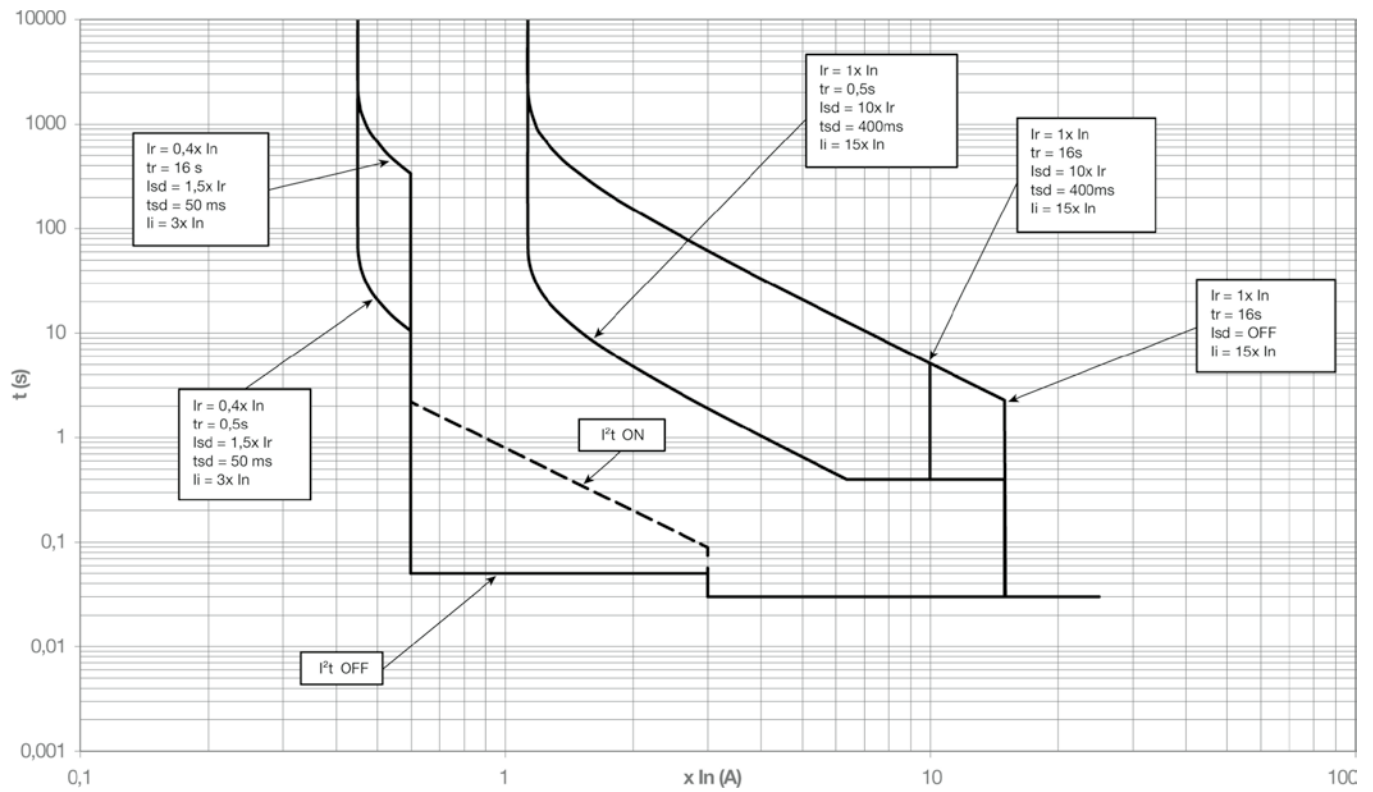 10000
1000
100
10
1
0,1
0,01
0,001
t (s)
0,1
1
x In (A)
10
100
Ir = 0,4x In
tr = 16 s
Isd = 1,5x Ir
tsd = 50 ms
Ii = 3x In
Ir = 0,4x In
tr = 0,5s
Isd = 1,5x Ir
tsd = 50 ms
Ii = 3x In
I²t OFF
I²t ON
Ir = 1x In
tr = 0,5s
Isd = 10x Ir
tsd = 400ms
Ii = 15x In
Ir = 1x In
tr = 16s
Isd = 10x Ir
tsd = 400ms
Ii = 15x In
Ir = 1x In
tr = 16s
Isd = OFF
Ii = 15x In